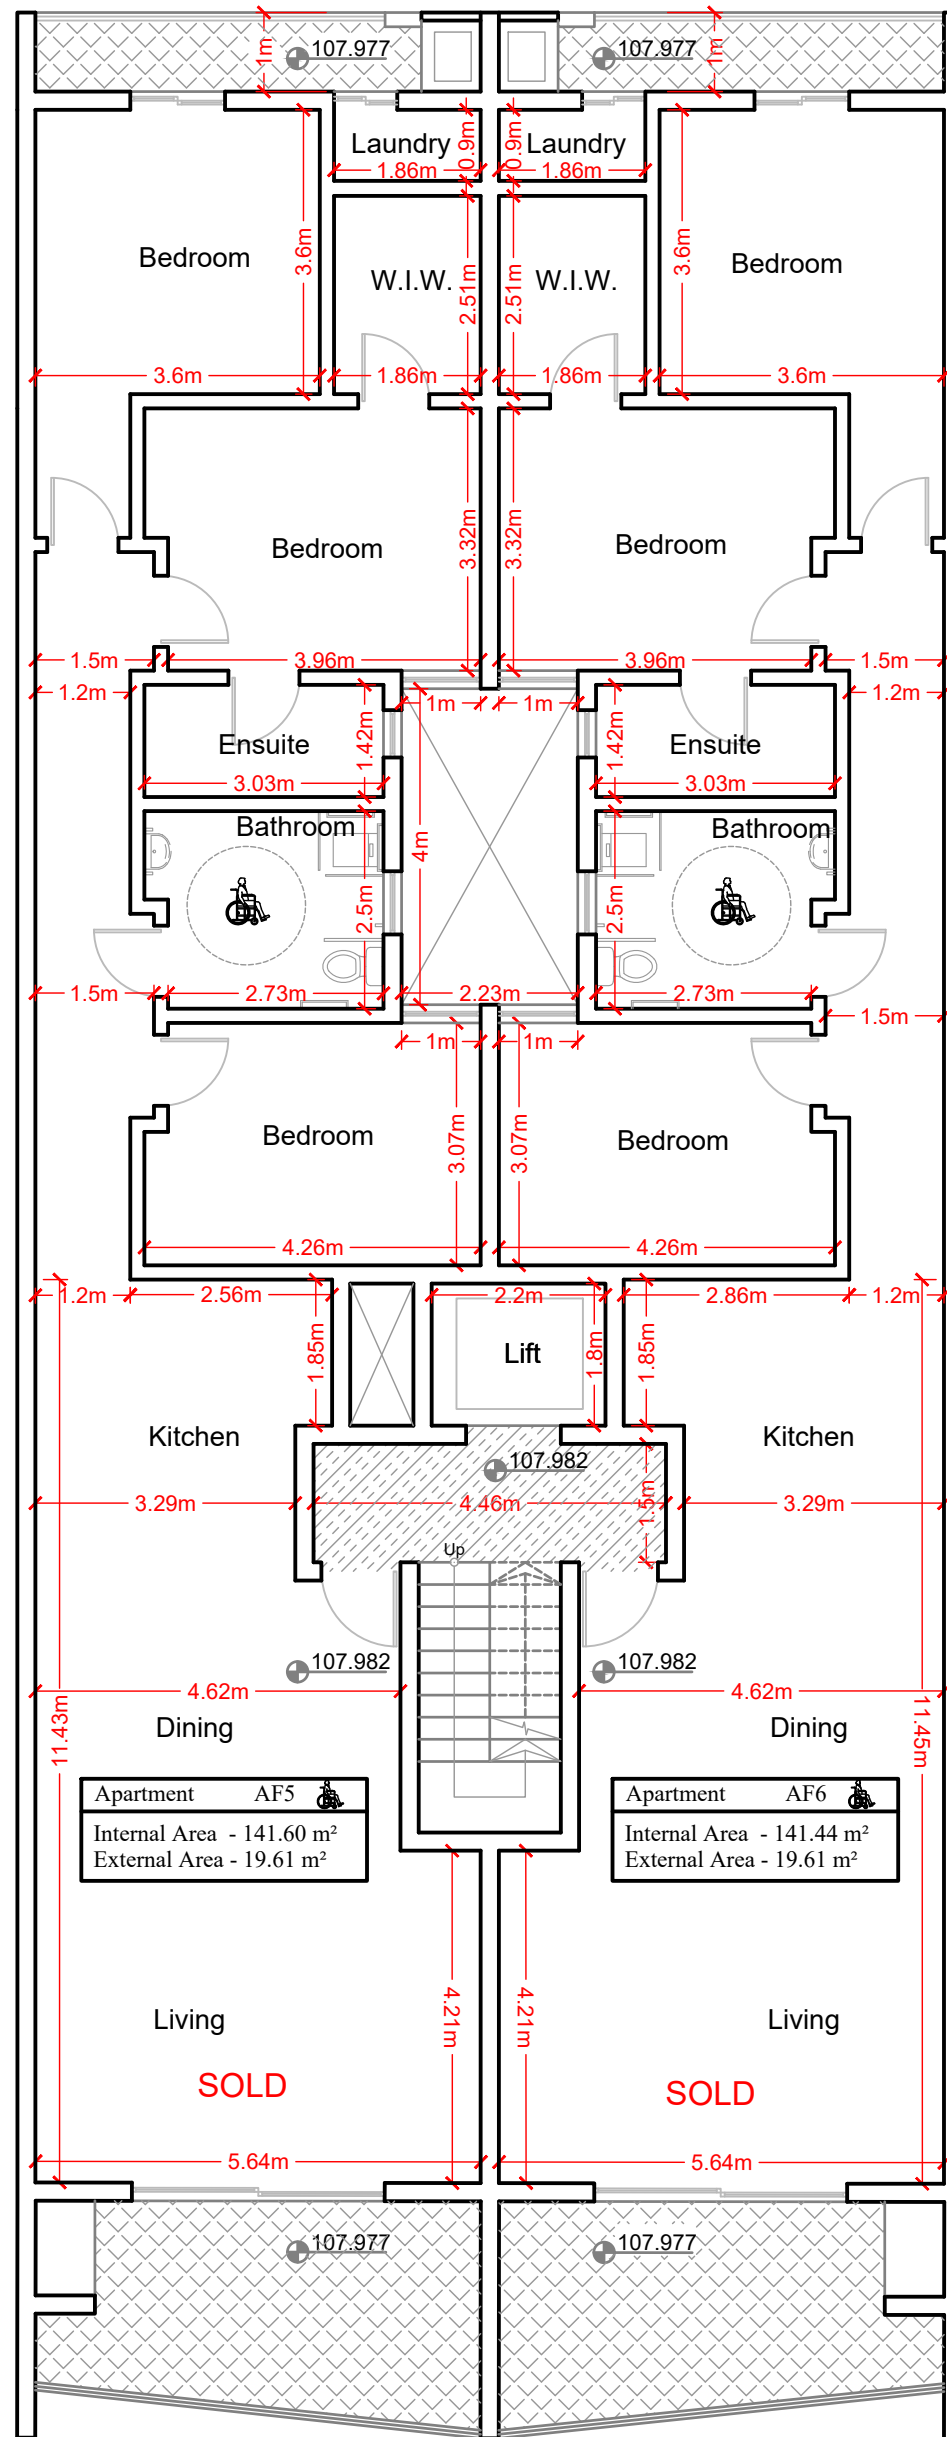 1m 107.977 107.977 1m
Laundry 0.9m 0.9m Laundry
1.86m 1.86m
Bedroom 3.6m W.I.W. 2.51m 2.51m W.I.W. 3.6m Bedroom
3.6m 1.86m 1.86m 3.6m
Bedroom 3.32m 3.32m Bedroom
1.5m 3.96m 3.96m 1.5m
1.2m 1m 1m 1.2m
Ensuite 1.42m 1.42m Ensuite
3.03m 3.03m
Bathroom 4m Bathroom
2.5m 2.5m
1.5m 2.73m 2.23m 2.73m 1.5m
1m 1m
Bedroom 3.07m 3.07m Bedroom
4.26m 4.26m
1.2m 2.56m 2.2m 2.86m 1.2m
1.85m Lift 1.8m 1.85m
Kitchen Kitchen
107.982
3.29m 4.46m 1.5m 3.29m
Up
107.982 107.982
4.62m 4.62m
11.43m Dining Dining 11.45m
Apartment AF5
Internal Area - 141.60 m²
External Area - 19.61 m²
Apartment AF6
Internal Area - 141.44 m²
External Area - 19.61 m²
Living 4.21m 4.21m Living
SOLD SOLD
5.64m 5.64m
107.977 107.977